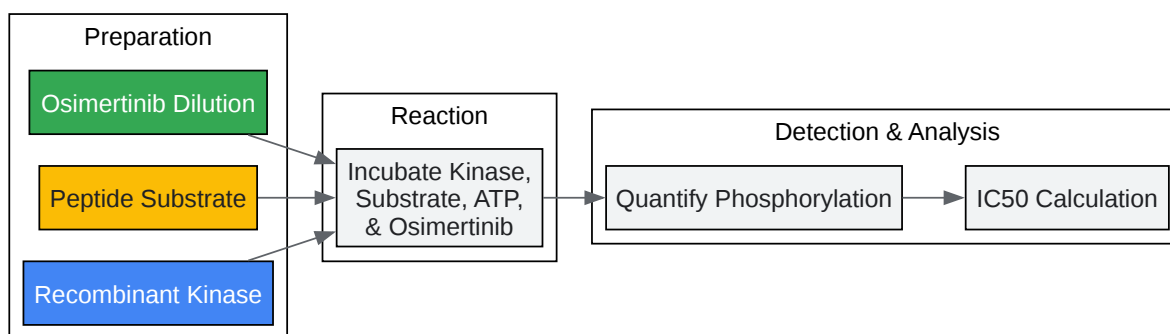 Preparation
Osimertinib Dilution
Peptide Substrate
Recombinant Kinase
Reaction
Incubate Kinase,
Substrate, ATP,
& Osimertinib
Detection & Analysis
Quantify Phosphorylation
IC50 Calculation